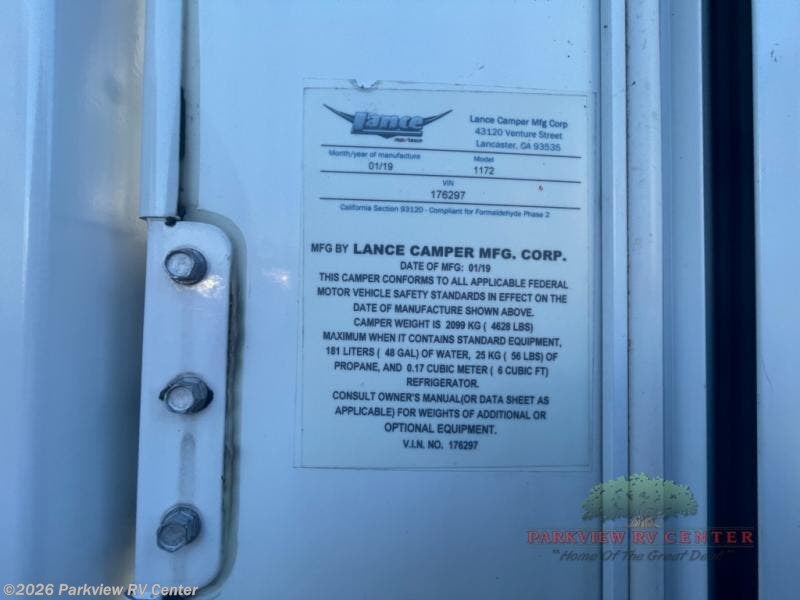 Lance
Lance Camper Mfg Corp
43120 Venture Street
Lancaster, CA 93535
Month/year of manufacture
Model
01/19
1172
VIN
176297
California Section 93120 - Compliant for Formaldehyde Phase 2
MFG BY LANCE CAMPER MFG. CORP.
DATE OF MFG: 01/19
THIS CAMPER CONFORMS TO ALL APPLICABLE FEDERAL
MOTOR VEHICLE SAFETY STANDARDS IN EFFECT ON THE
DATE OF MANUFACTURE SHOWN ABOVE.
CAMPER WEIGHT IS 2099 KG ( 4628 LBS)
MAXIMUM WHEN IT CONTAINS STANDARD EQUIPMENT,
181 LITERS ( 48 GAL) OF WATER, 25 KG ( 56 LBS) OF
PROPANE, AND 0.17 CUBIC METER ( 6 CUBIC FT)
REFRIGERATOR.
CONSULT OWNER'S MANUAL(OR DATA SHEET AS
APPLICABLE) FOR WEIGHTS OF ADDITIONAL OR
OPTIONAL EQUIPMENT.
V.I.N. NO. 176297
PARKVIEW RV CENTER
"Home Of The Great Deal"
©2026 Parkview RV Center